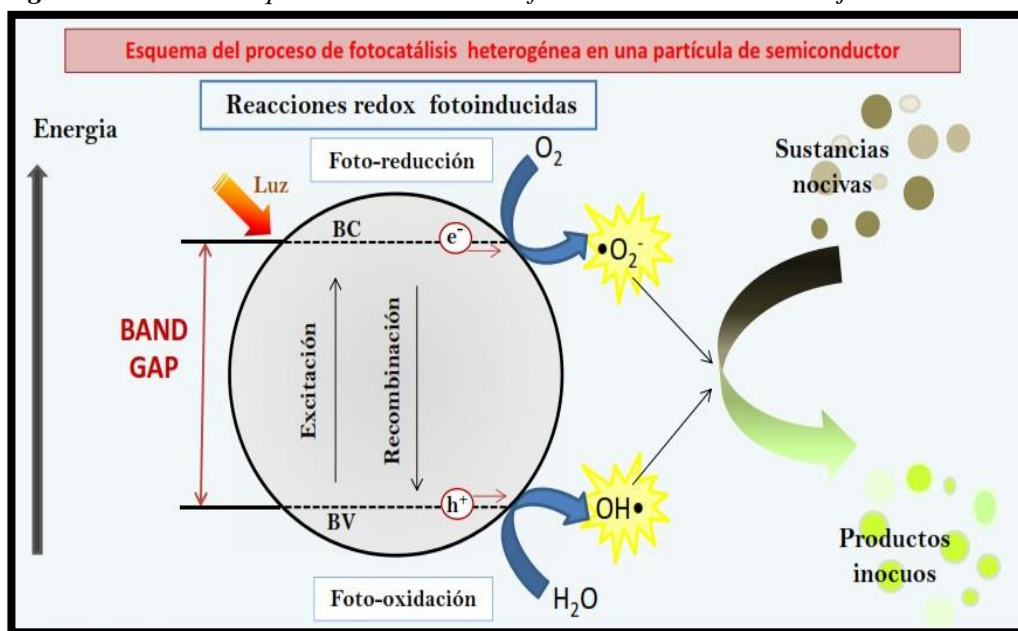 Esquema del proceso de fotocatálisis heterogénea en una partícula de semiconductor
Reacciones redox fotoinducidas
Energia
Foto-reducción
O₂
Sustancias
nocivas
Luz
BC
e⁻
•O₂⁻
BAND
GAP
Excitación
Recombinación
h⁺
OH•
BV
Productos
inocuos
Foto-oxidación
H₂O